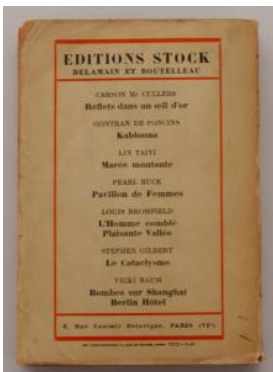 EDITIONS STOCK
DELAMAIN ET BOUTELLEAU
CARSON Mc CULLERS
Reflets dans un œil d'or
GONTRAN DE PONCINS
Kablouna
LIN TAIYI
Marée montante
PEARL BUCK
Pavillon de Femmes
LOUIS BROMFIELD
L'Homme comblé
Plaisante Vallée
STEPHEN GILBERT
Le Cataclysme
VICKI BAUM
Bombes sur Shanghai
Berlin Hôtel
6, Rue Casimir Delavigne, PARIS (VIᵉ)